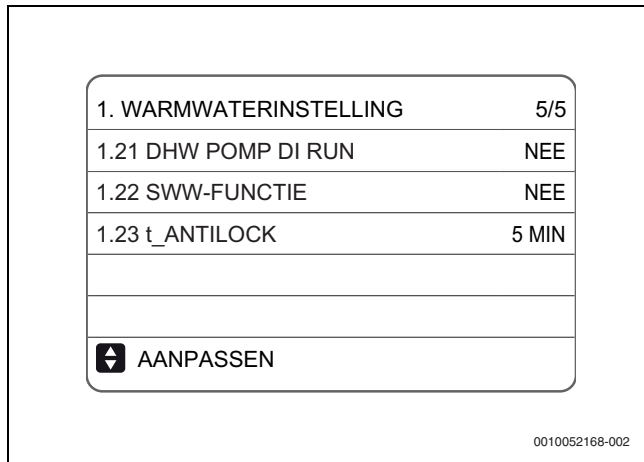 1. WARMWATERINSTELLING 5/5
1.21 DHW POMP DI RUN NEE
1.22 SWW-FUNCTIE NEE
1.23 t_ANTILOCK 5 MIN
AANPASSEN
0010052168-002